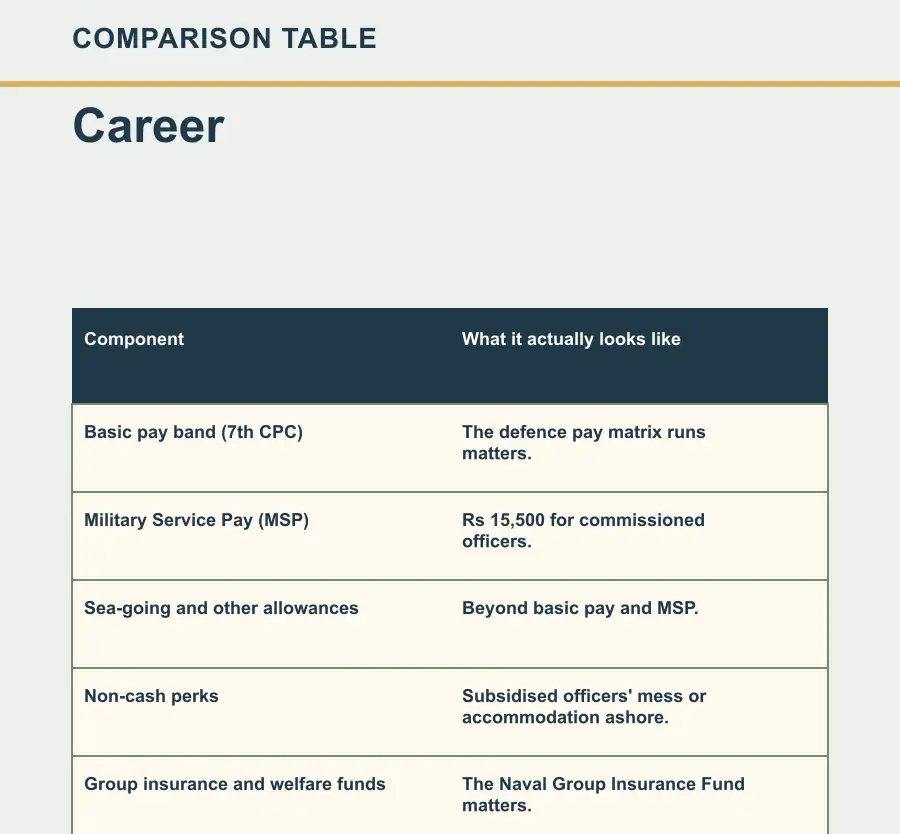 COMPARISON TABLE
Career
Component
What it actually looks like
Basic pay band (7th CPC)
The defence pay matrix runs
matters.
Military Service Pay (MSP)
Rs 15,500 for commissioned
officers.
Sea-going and other allowances
Beyond basic pay and MSP.
Non-cash perks
Subsidised officers' mess or
accommodation ashore.
Group insurance and welfare funds
The Naval Group Insurance Fund
matters.